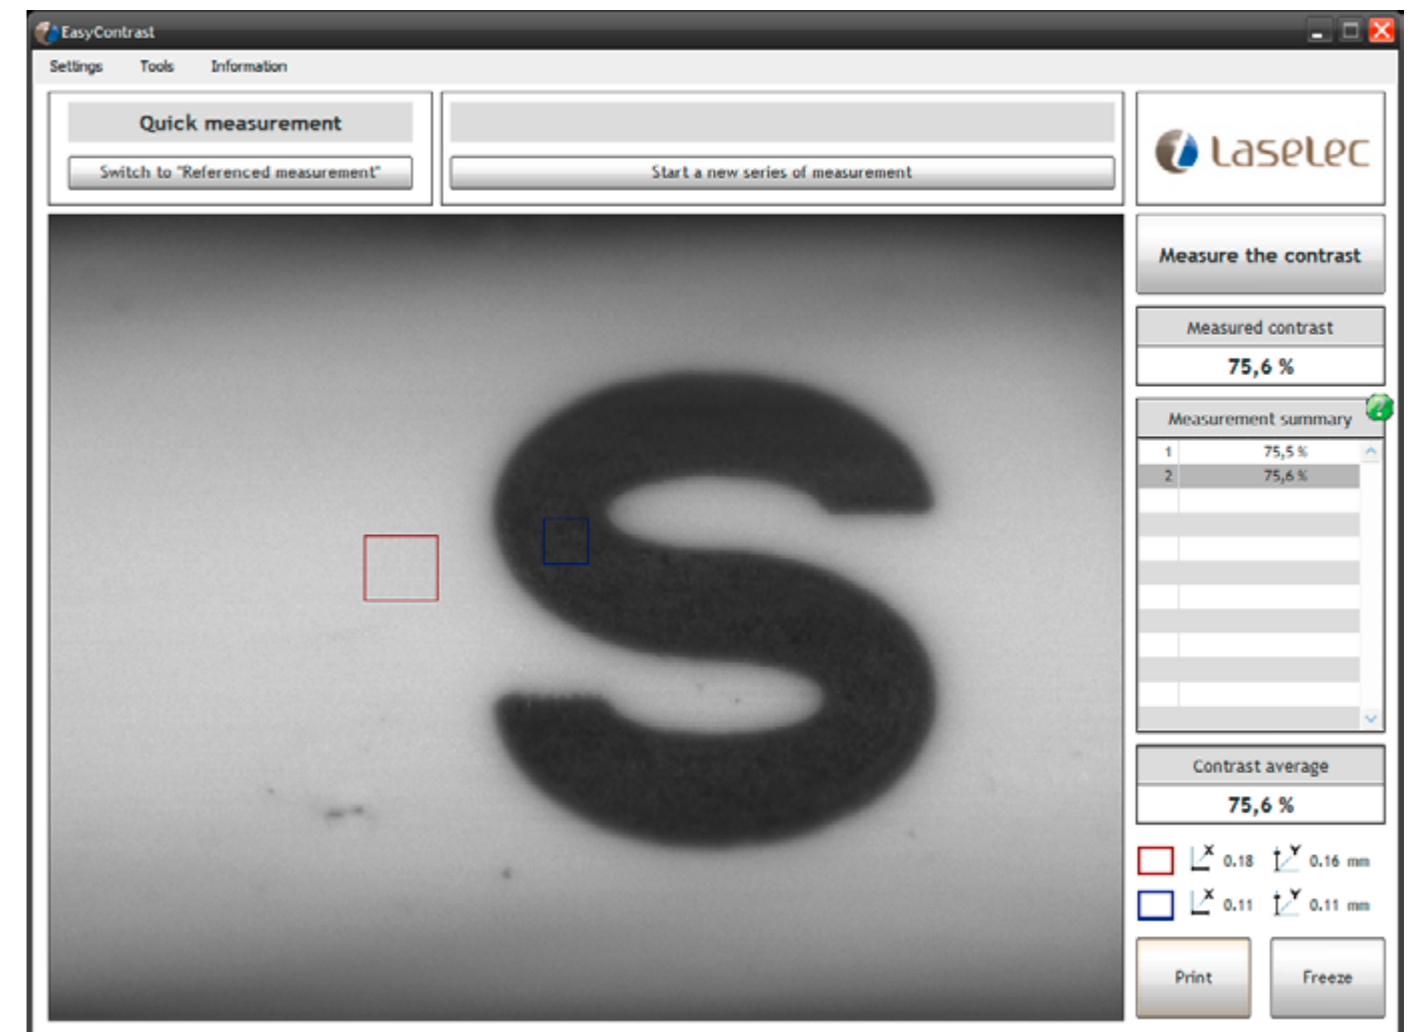 EasyContrast
Settings Tools Information
Quick measurement
Switch to "Referenced measurement"
Start a new series of measurement
Laselec
Measure the contrast
Measured contrast
75,6 %
Measurement summary
?
1 75,5 %
2 75,6 %
S
Contrast average
75,6 %
X 0.18 Y 0.16 mm
X 0.11 Y 0.11 mm
Print Freeze